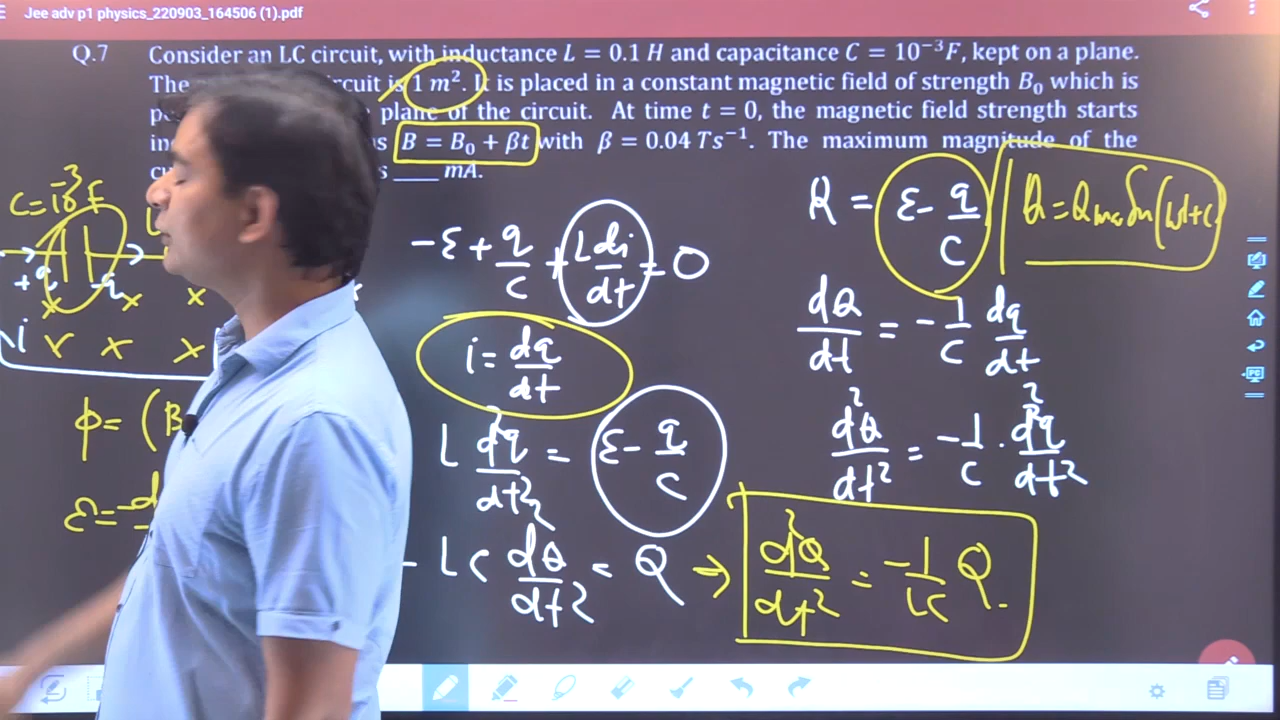 Jee adv p1 physics_220903_164506 (1).pdf
Q.7 Consider an LC circuit, with inductance L = 0.1 H and capacitance C = 10⁻³F, kept on a plane.
The rcuit is 1 m². It is placed in a constant magnetic field of strength B₀ which is
plane of the circuit. At time t = 0, the magnetic field strength starts
B = B₀ + βt with β = 0.04 Ts⁻¹. The maximum magnitude of the
____ mA.
C = 10⁻³F
+q -q
x x x
i x x x
ϕ = (B
ε = -d
-ε + q/c + L di/dt = 0
i = dq/dt
L d²q/dt² = ε - q/c
- LC d²Q/dt² = Q → d²Q/dt² = -1/LC Q
Q = ε - q/C
dQ/dt = -1/C dq/dt
d²Q/dt² = -1/C · d²q/dt²